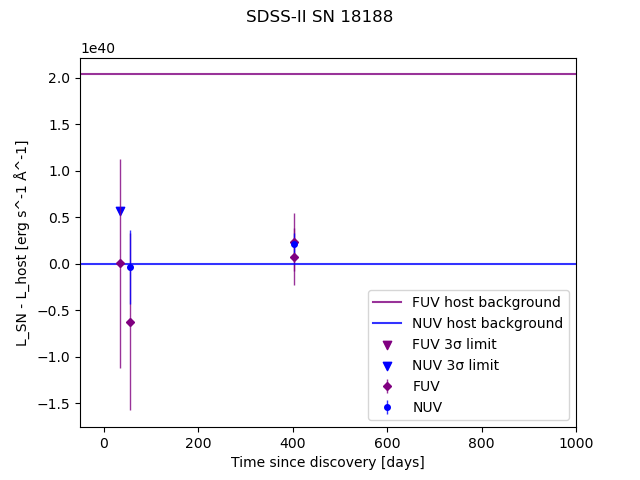 SDSS-II SN 18188
1e40
2.0
1.5
1.0
0.5
0.0
−0.5
−1.0
−1.5
L_SN - L_host [erg s^-1 Å^-1]
FUV host background
NUV host background
FUV 3σ limit
NUV 3σ limit
FUV
NUV
0 200 400 600 800 1000
Time since discovery [days]